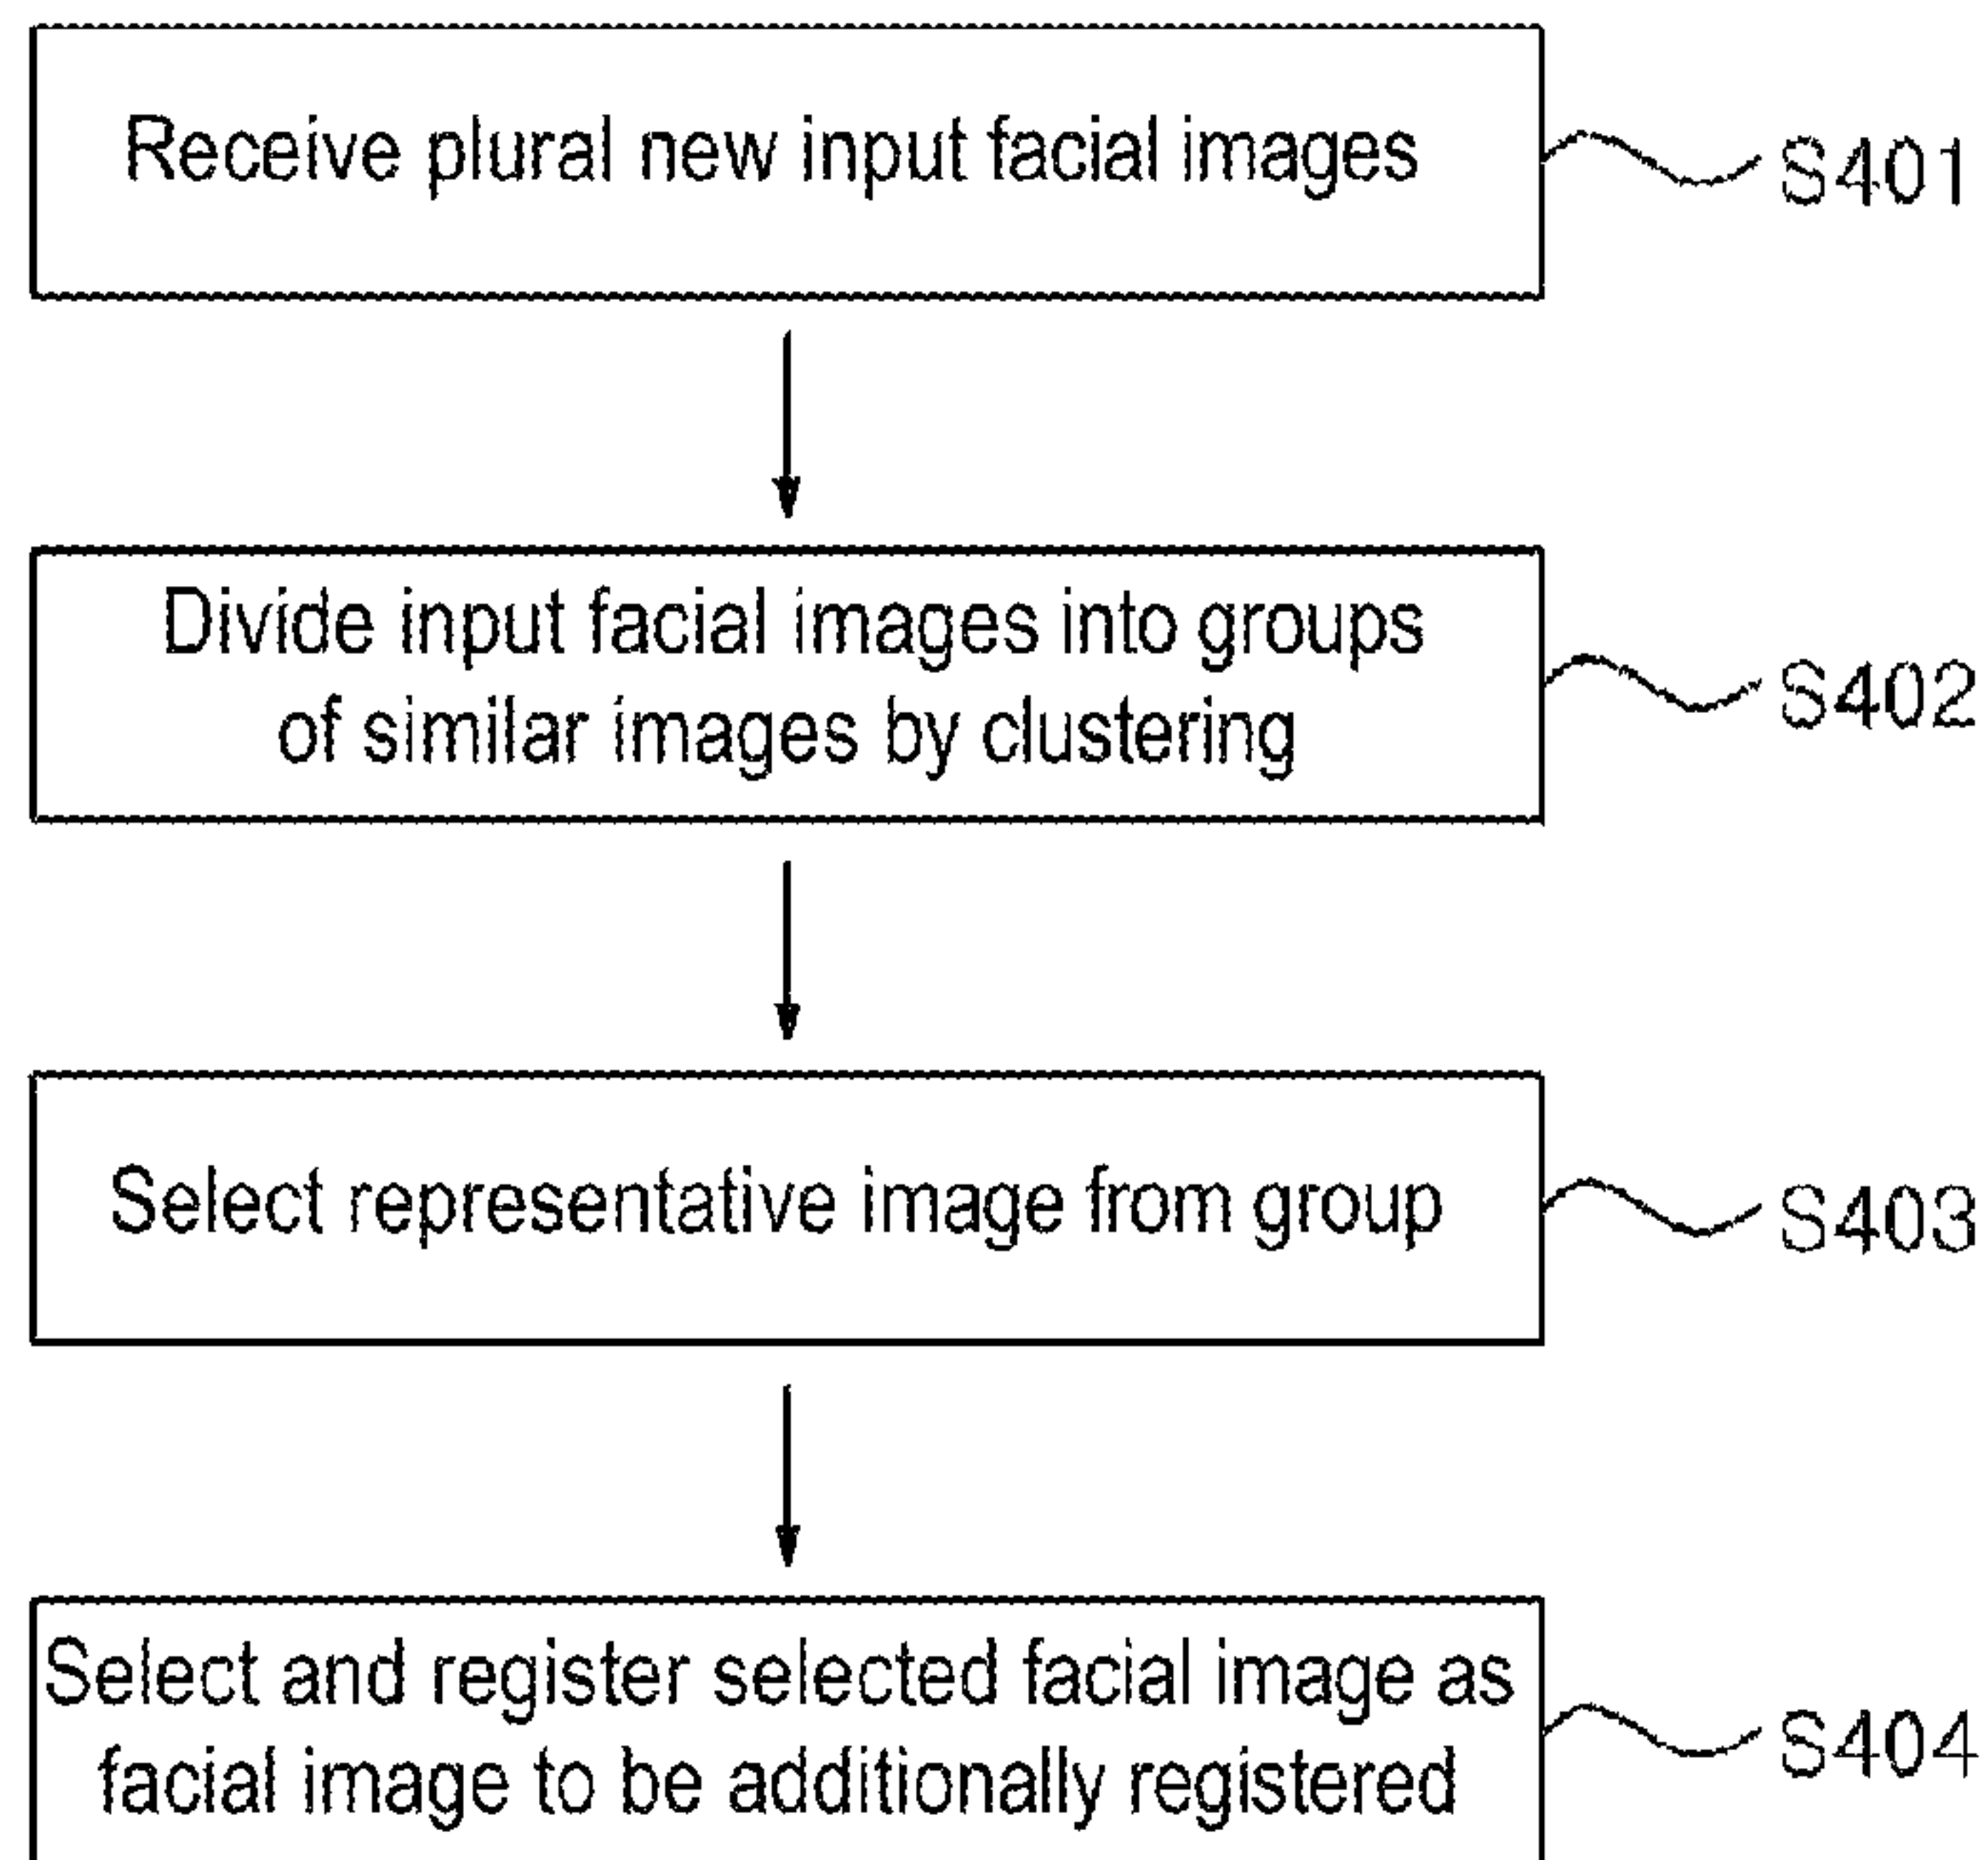 Receive plural new input facial images
S401
Divide input facial images into groups
of similar images by clustering
S402
Select representative image from group
S403
Select and register selected facial image as
facial image to be additionally registered
S404